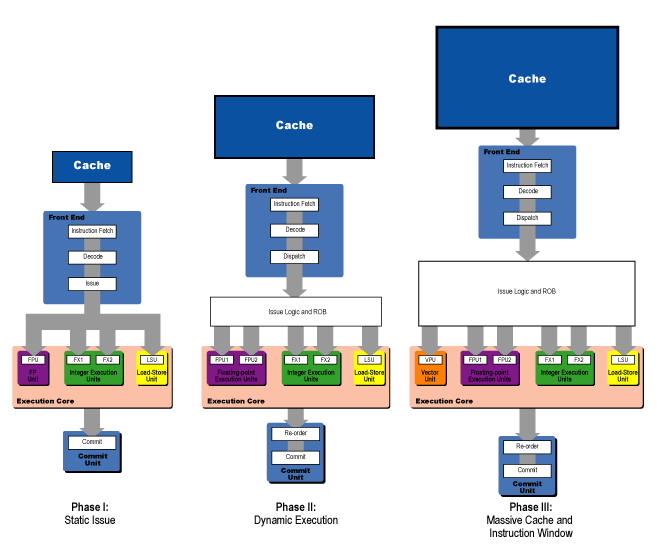 Cache
Front End
Instruction Fetch
Decode
Issue
FPU
FX1
FX2
LSU
FP
Unit
Integer Execution
Units
Load-Store
Unit
Execution Core
Commit
Commit
Unit
Phase I:
Static Issue
Cache
Front End
Instruction Fetch
Decode
Dispatch
Issue Logic and ROB
FPU1
FPU2
FX1
FX2
LSU
Floating-point
Execution Units
Integer Execution
Units
Load-Store
Unit
Execution Core
Re-order
Commit
Commit
Unit
Phase II:
Dynamic Execution
Cache
Front End
Instruction Fetch
Decode
Dispatch
Issue Logic and ROB
VPU
FPU1
FPU2
FX1
FX2
LSU
Vector
Unit
Floating-point
Execution Units
Integer Execution
Units
Load-Store
Unit
Execution Core
Re-order
Commit
Commit
Unit
Phase III:
Massive Cache and
Instruction Window